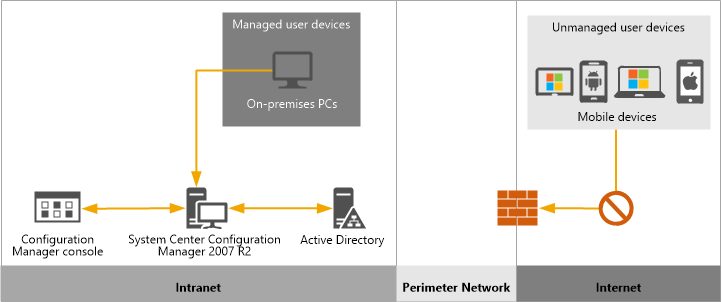 Managed user devices
On-premises PCs
Unmanaged user devices
Mobile devices
Configuration
Manager console
System Center Configuration
Manager 2007 R2
Active Directory
Intranet
Perimeter Network
Internet